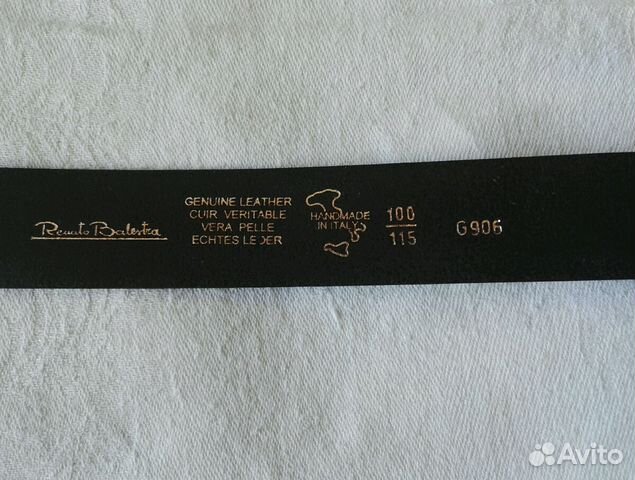 Renato Balestra
GENUINE LEATHER
CUIR VERITABLE
VERA PELLE
ECHTES LEDER
HANDMADE
IN ITALY
100
115
G906
Avito